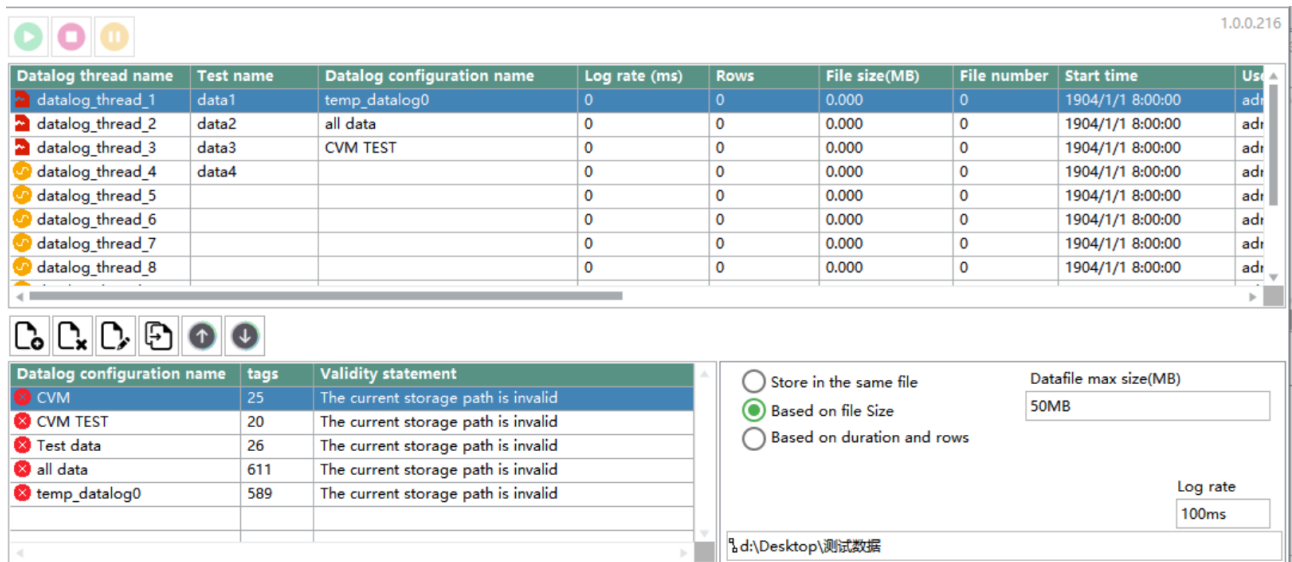 1.0.0.216
Datalog thread name Test name Datalog configuration name Log rate (ms) Rows File size(MB) File number Start time Use
datalog_thread_1 data1 temp_datalog0 0 0 0.000 0 1904/1/1 8:00:00 adr
datalog_thread_2 data2 all data 0 0 0.000 0 1904/1/1 8:00:00 adr
datalog_thread_3 data3 CVM TEST 0 0 0.000 0 1904/1/1 8:00:00 adr
datalog_thread_4 data4 0 0 0.000 0 1904/1/1 8:00:00 adr
datalog_thread_5 0 0 0.000 0 1904/1/1 8:00:00 adr
datalog_thread_6 0 0 0.000 0 1904/1/1 8:00:00 adr
datalog_thread_7 0 0 0.000 0 1904/1/1 8:00:00 adr
datalog_thread_8 0 0 0.000 0 1904/1/1 8:00:00 adr
Datalog configuration name tags Validity statement
CVM 25 The current storage path is invalid
CVM TEST 20 The current storage path is invalid
Test data 26 The current storage path is invalid
all data 611 The current storage path is invalid
temp_datalog0 589 The current storage path is invalid
Store in the same file
Based on file Size
Based on duration and rows
Datafile max size(MB)
50MB
Log rate
100ms
d:\Desktop\测试数据